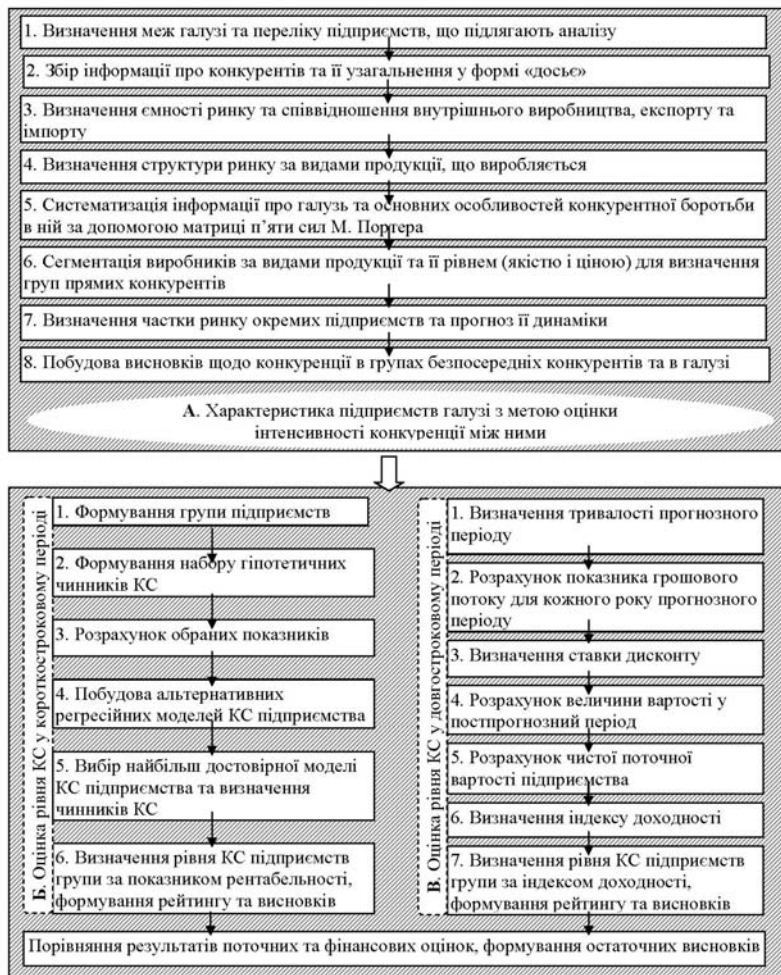 1. Визначення меж галузі та переліку підприємств, що підлягають аналізу
2. Збір інформації про конкурентів та її узагальнення у формі «досьє»
3. Визначення ємності ринку та співвідношення внутрішнього виробництва, експорту та
імпорту
4. Визначення структури ринку за видами продукції, що виробляється
5. Систематизація інформації про галузь та основних особливостей конкурентної боротьби
в ній за допомогою матриці п’яти сил М. Портера
6. Сегментація виробників за видами продукції та її рівнем (якістю і ціною) для визначення
груп прямих конкурентів
7. Визначення частки ринку окремих підприємств та прогноз її динаміки
8. Побудова висновків щодо конкуренції в групах безпосередніх конкурентів та в галузі
А. Характеристика підприємств галузі з метою оцінки
інтенсивності конкуренції між ними
Б. Оцінка рівня КС у короткостроковому періоді
1. Формування групи підприємств
2. Формування набору гіпотетичних
чинників КС
3. Розрахунок обраних показників
4. Побудова альтернативних
регресійних моделей КС підприємства
5. Вибір найбільш достовірної моделі
КС підприємства та визначення
чинників КС
6. Визначення рівня КС підприємств
групи за показником рентабельності,
формування рейтингу та висновків
В. Оцінка рівня КС у довгостроковому періоді
1. Визначення тривалості прогнозного
періоду
2. Розрахунок показника грошового
потоку для кожного року прогнозного
періоду
3. Визначення ставки дисконту
4. Розрахунок величини вартості у
постпрогнозний період
5. Розрахунок чистої поточної
вартості підприємства
6. Визначення індексу доходності
7. Визначення рівня КС підприємств
групи за індексом доходності,
формування рейтингу та висновків
Порівняння результатів поточних та фінансових оцінок, формування остаточних висновків